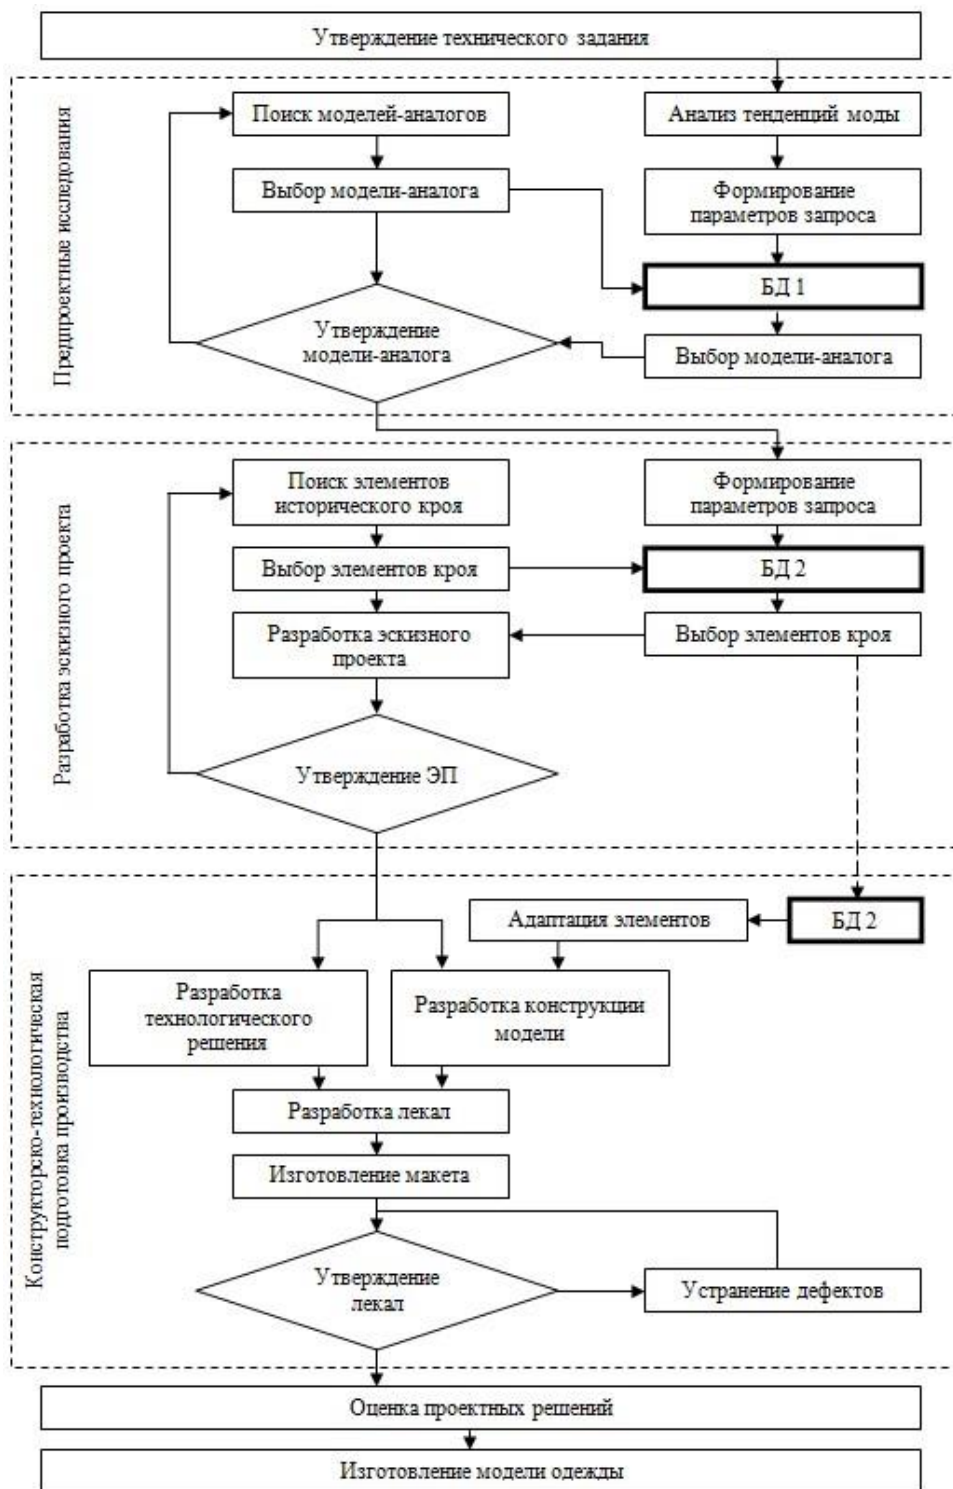 Утверждение технического задания
Предпроектные исследования
Поиск моделей-аналогов
Анализ тенденций моды
Выбор модели-аналога
Формирование
параметров запроса
БД 1
Утверждение
модели-аналога
Выбор модели-аналога
Разработка эскизного проекта
Поиск элементов
исторического кроя
Формирование
параметров запроса
Выбор элементов кроя
БД 2
Разработка эскизного
проекта
Выбор элементов кроя
Утверждение ЭП
Конструкторско-технологическая
подготовка производства
Адаптация элементов
БД 2
Разработка
технологического
решения
Разработка конструкции
модели
Разработка лекал
Изготовление макета
Утверждение
лекал
Устранение дефектов
Оценка проектных решений
Изготовление модели одежды